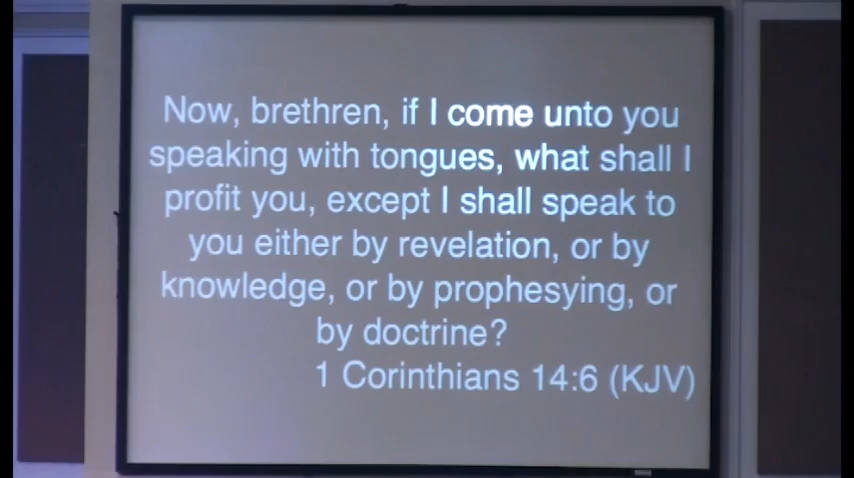 Now, brethren, if I come unto you
speaking with tongues, what shall I
profit you, except I shall speak to
you either by revelation, or by
knowledge, or by prophesying, or
by doctrine?
1 Corinthians 14:6 (KJV)